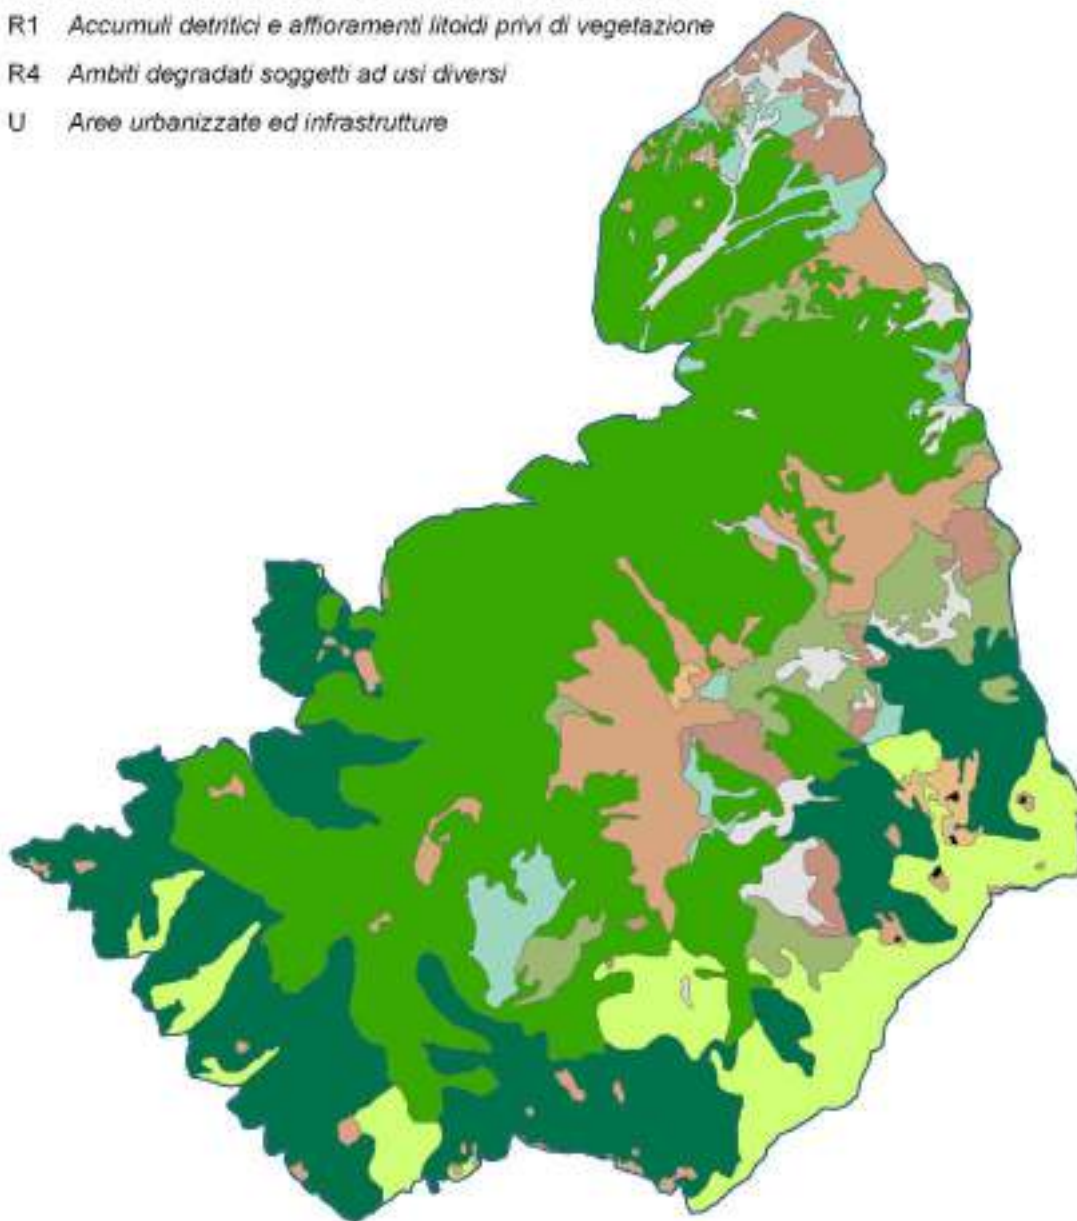 R1 Accumuli detritici e affioramenti litoidi privi di vegetazione
R4 Ambiti degradati soggetti ad usi diversi
U Aree urbanizzate ed infrastrutture